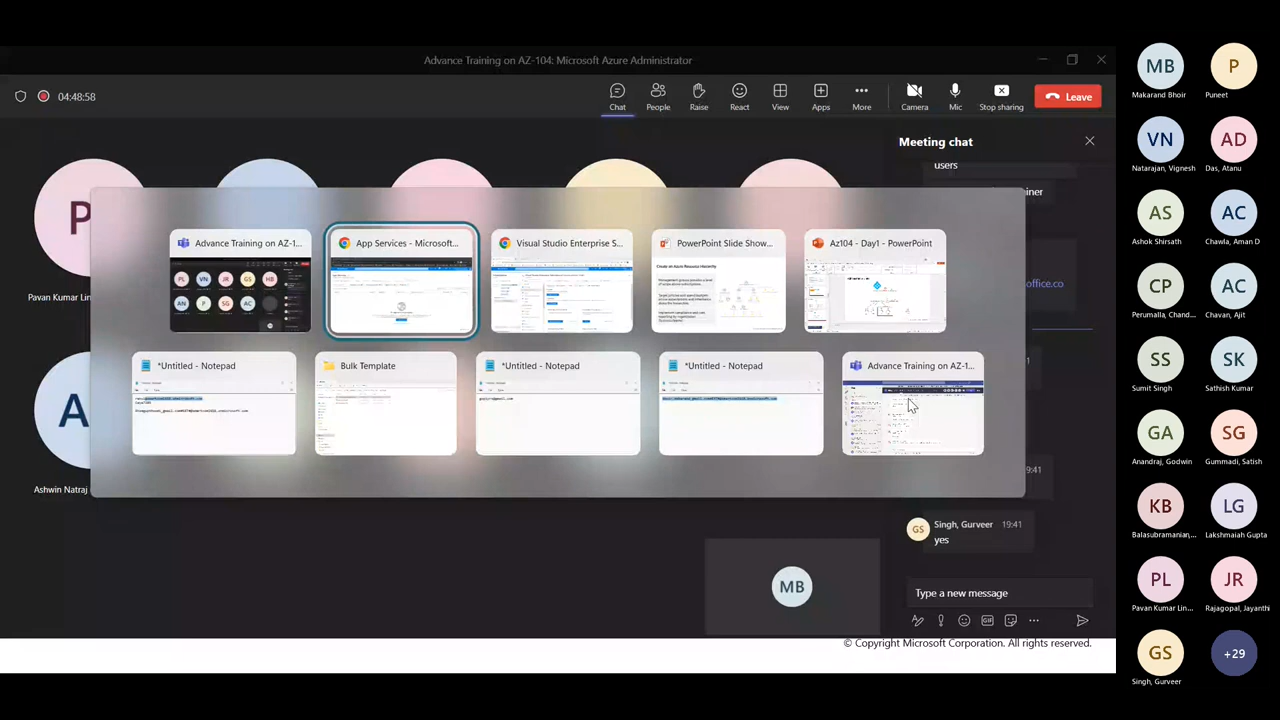 Advance Training on AZ-104: Microsoft Azure Administrator
04:48:58
Chat
People
Raise
React
View
Apps
More
Camera
Mic
Stop sharing
Leave
Meeting chat
users
iner
P
Pavan Kumar Lin
A
Ashwin Natraj
Advance Training on AZ-1...
App Services - Microsoft...
Visual Studio Enterprise S...
PowerPoint Slide Show...
Az104 - Day1 - PowerPoint
Create an Azure Resource Hierarchy
*Untitled - Notepad
Bulk Template
*Untitled - Notepad
*Untitled - Notepad
Advance Training on AZ-1...
office.co
19:41
GS
Singh, Gurveer 19:41
yes
MB
Type a new message
© Copyright Microsoft Corporation. All rights reserved.
MB
Makarand Bhoir
P
Puneet
VN
Natarajan, Vignesh
AD
Das, Atanu
AS
Ashok Shirsath
AC
Chawla, Aman D
CP
Perumalla, Chand...
AC
Chavan, Ajit
SS
Sumit Singh
SK
Sathish Kumar
GA
Anandraj, Godwin
SG
Gummadi, Satish
KB
Balasubramanian,...
LG
Lakshmaiah Gupta
PL
Pavan Kumar Lin...
JR
Rajagopal, Jayanthi
GS
Singh, Gurveer
+29